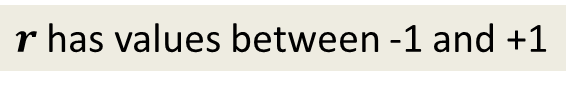 r has values between -1 and +1